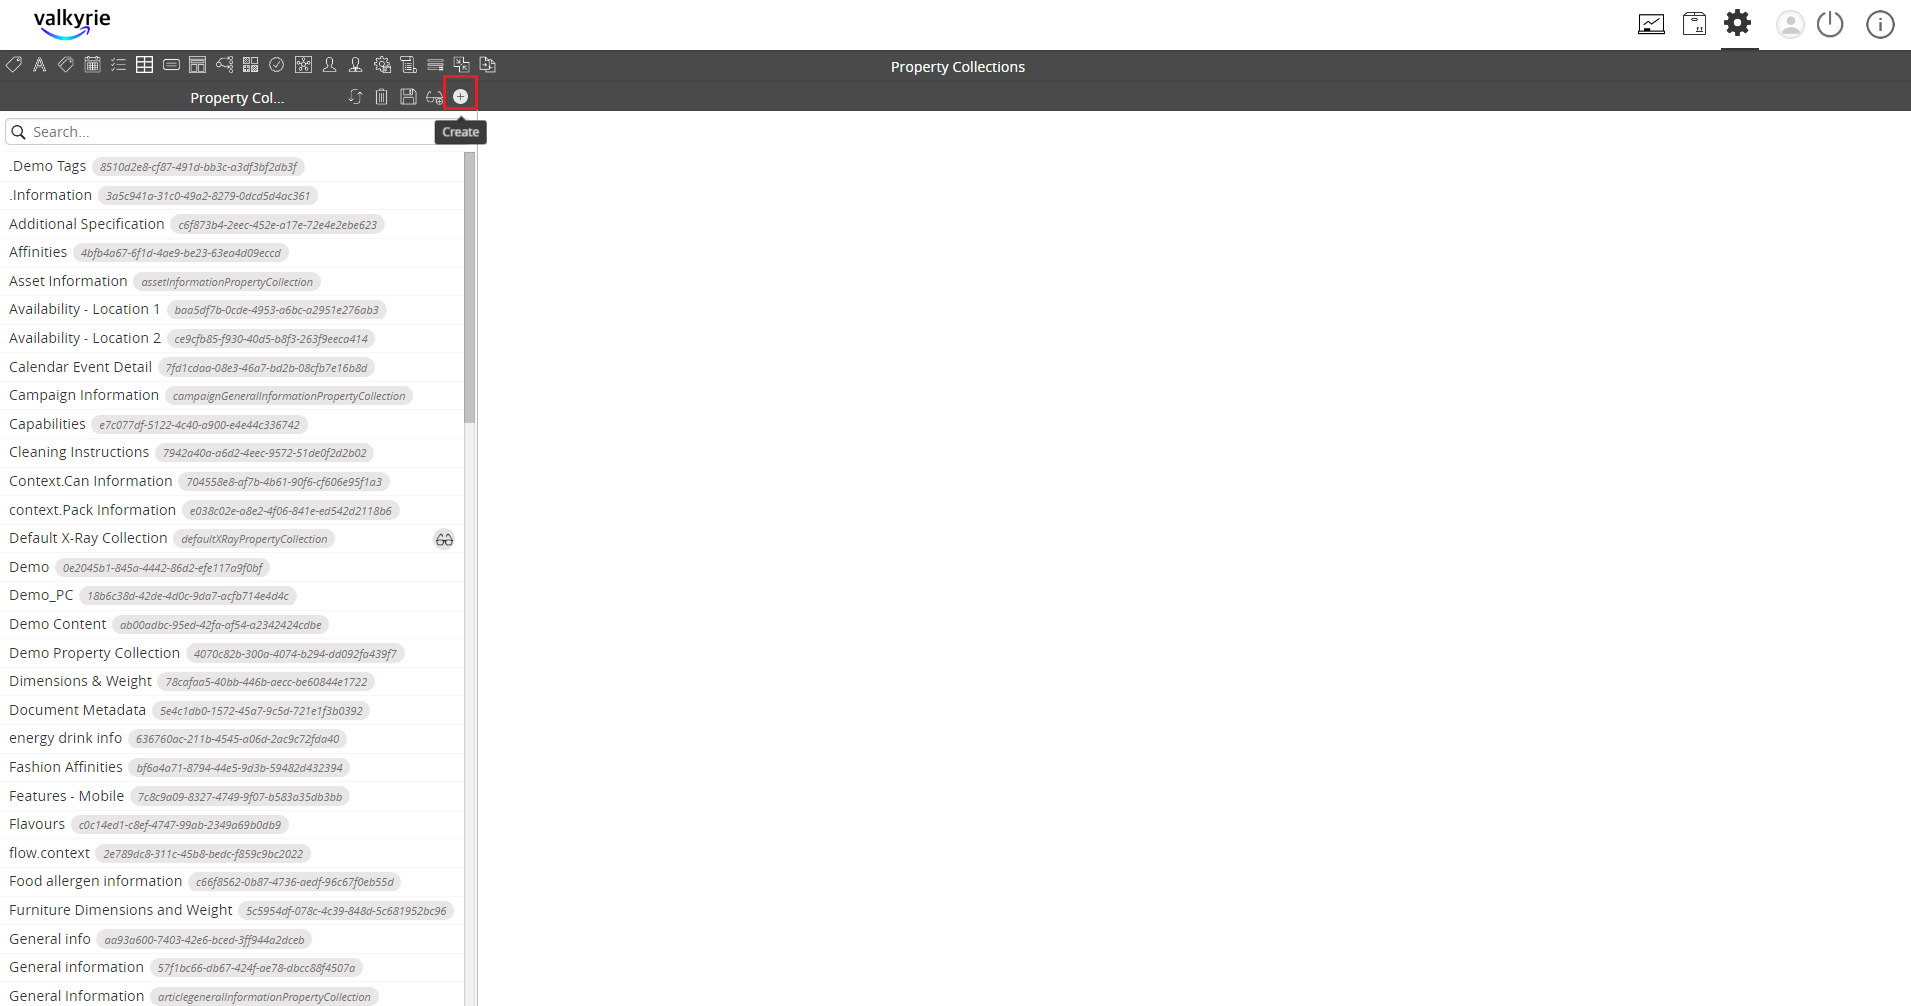 valkyrie
Property Collections
Property Col...
Create
Search...
.Demo Tags 8510d2e8-cf87-491d-bb3c-a3df3bf2db3f
.Information 3a5c941a-31c0-49a2-8279-0dcd5d4ac361
Additional Specification c6f873b4-2eec-452e-a17e-72e4e2ebe623
Affinities 4bfb4a67-6f1d-4ae9-be23-63ea4d09eccd
Asset Information assetInformationPropertyCollection
Availability - Location 1 baa5df7b-0cde-4953-a6bc-a2951e276ab3
Availability - Location 2 ce9cfb85-f930-40d5-b8f3-263f9eeca414
Calendar Event Detail 7fd1cdaa-08e3-46a7-bd2b-08cfb7e16b8d
Campaign Information campaignGeneralInformationPropertyCollection
Capabilities e7c077df-5122-4c40-a900-e4e44c336742
Cleaning Instructions 7942a40a-a6d2-4eec-9572-51de0f2d2b02
Context.Can Information 704558e8-af7b-4b61-90f6-cf606e95f1a3
context.Pack Information e038c02e-a8e2-4f06-841e-ed542d2118b6
Default X-Ray Collection defaultXRayPropertyCollection
Demo 0e2045b1-845a-4442-86d2-efe117a9f0bf
Demo_PC 18b6c38d-42de-4d0c-9da7-acfb714e4d4c
Demo Content ab00adbc-95ed-42fa-af54-a2342424cdbe
Demo Property Collection 4070c82b-300a-4074-b294-dd092fa439f7
Dimensions & Weight 78cafaa5-40bb-446b-aecc-be60844e1722
Document Metadata 5e4c1db0-1572-45a7-9c5d-721e1f3b0392
energy drink info 636760ac-211b-4545-a06d-2ac9c72fda40
Fashion Affinities bf6a4a71-8794-44e5-9d3b-59482d432394
Features - Mobile 7c8c9a09-8327-4749-9f07-b583a35db3bb
Flavours c0c14ed1-c8ef-4747-99ab-2349a69b0db9
flow.context 2e789dc8-311c-45b8-bedc-f859c9bc2022
Food allergen information c66f8562-0b87-4736-aedf-96c67f0eb55d
Furniture Dimensions and Weight 5c5954df-078c-4c39-848d-5c681952bc96
General info aa93a600-7403-42e6-bced-3ff944a2dceb
General information 57f1bc66-db67-424f-ae78-dbcc88f4507a
General Information articlegeneralInformationPropertyCollection